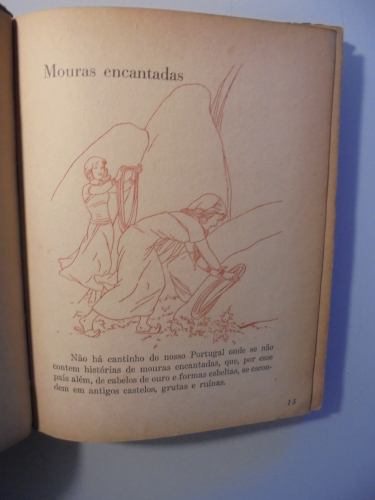 Mouras encantadas
Não há cantinho do nosso Portugal onde se não
contem histórias de mouras encantadas, que, por esse
país além, de cabelos de ouro e formas esbeltas, se escon-
dem em antigos castelos, grutas e ruínas.
15